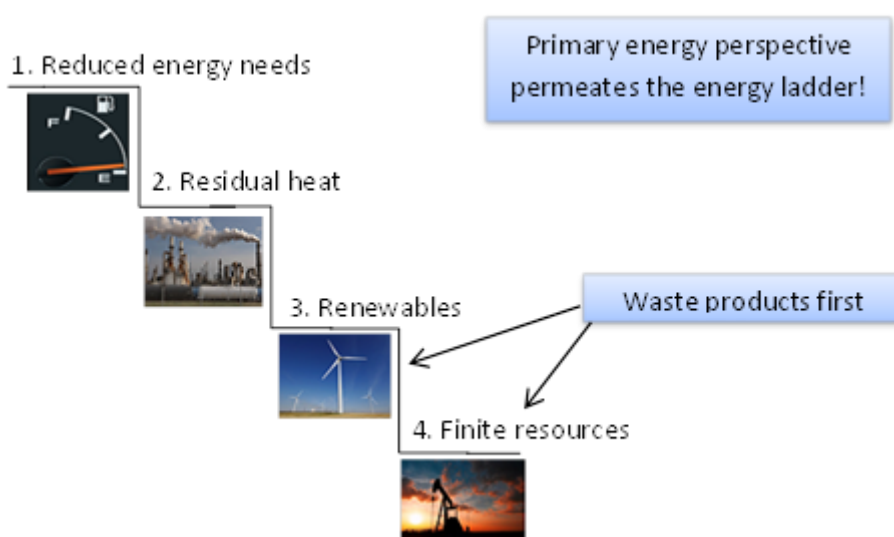 Primary energy perspective
permeates the energy ladder!
1. Reduced energy needs
F
E
2. Residual heat
3. Renewables
Waste products first
4. Finite resources